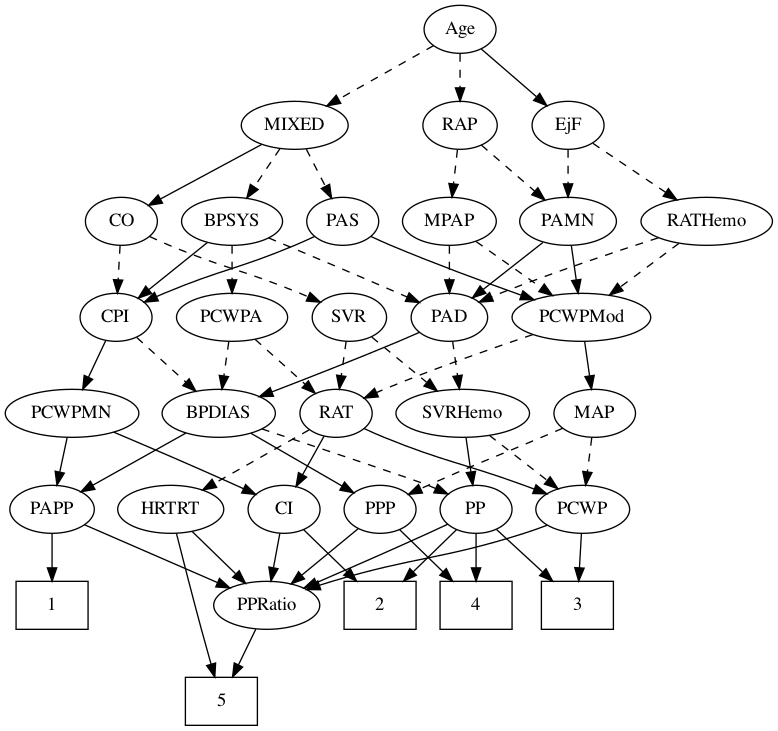 Age
MIXED
RAP
EjF
CO
BPSYS
PAS
MPAP
PAMN
RATHemo
CPI
PCWPA
SVR
PAD
PCWPMod
PCWPMN
BPDIAS
RAT
SVRHemo
MAP
PAPP
HRTRT
CI
PPP
PP
PCWP
1
PPRatio
2
4
3
5